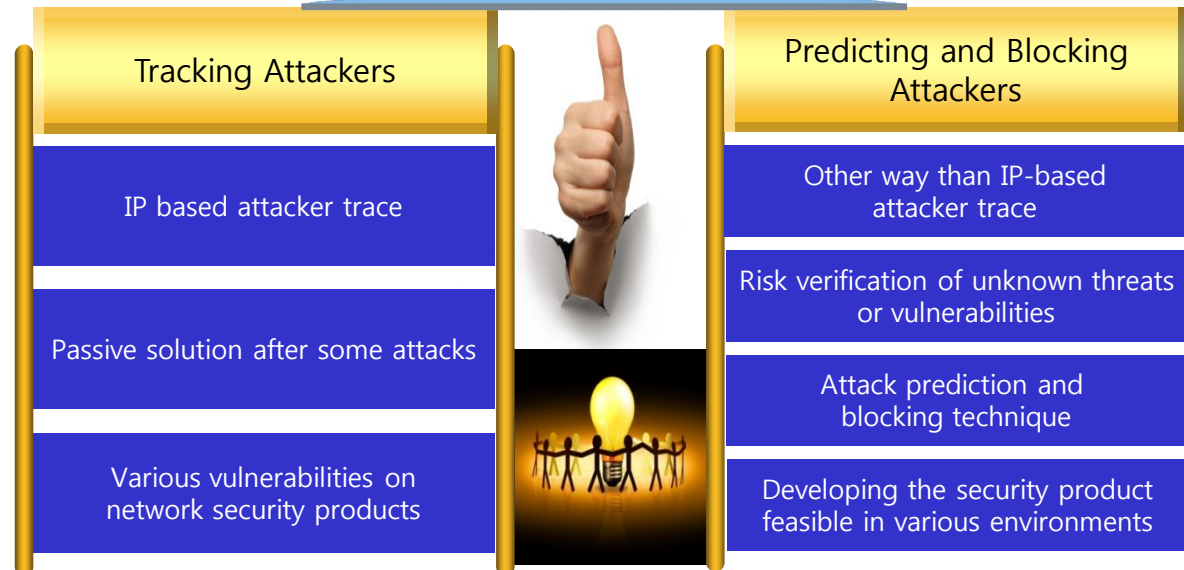 Tracking Attackers
IP based attacker trace
Passive solution after some attacks
Various vulnerabilities on
network security products
Predicting and Blocking
Attackers
Other way than IP-based
attacker trace
Risk verification of unknown threats
or vulnerabilities
Attack prediction and
blocking technique
Developing the security product
feasible in various environments